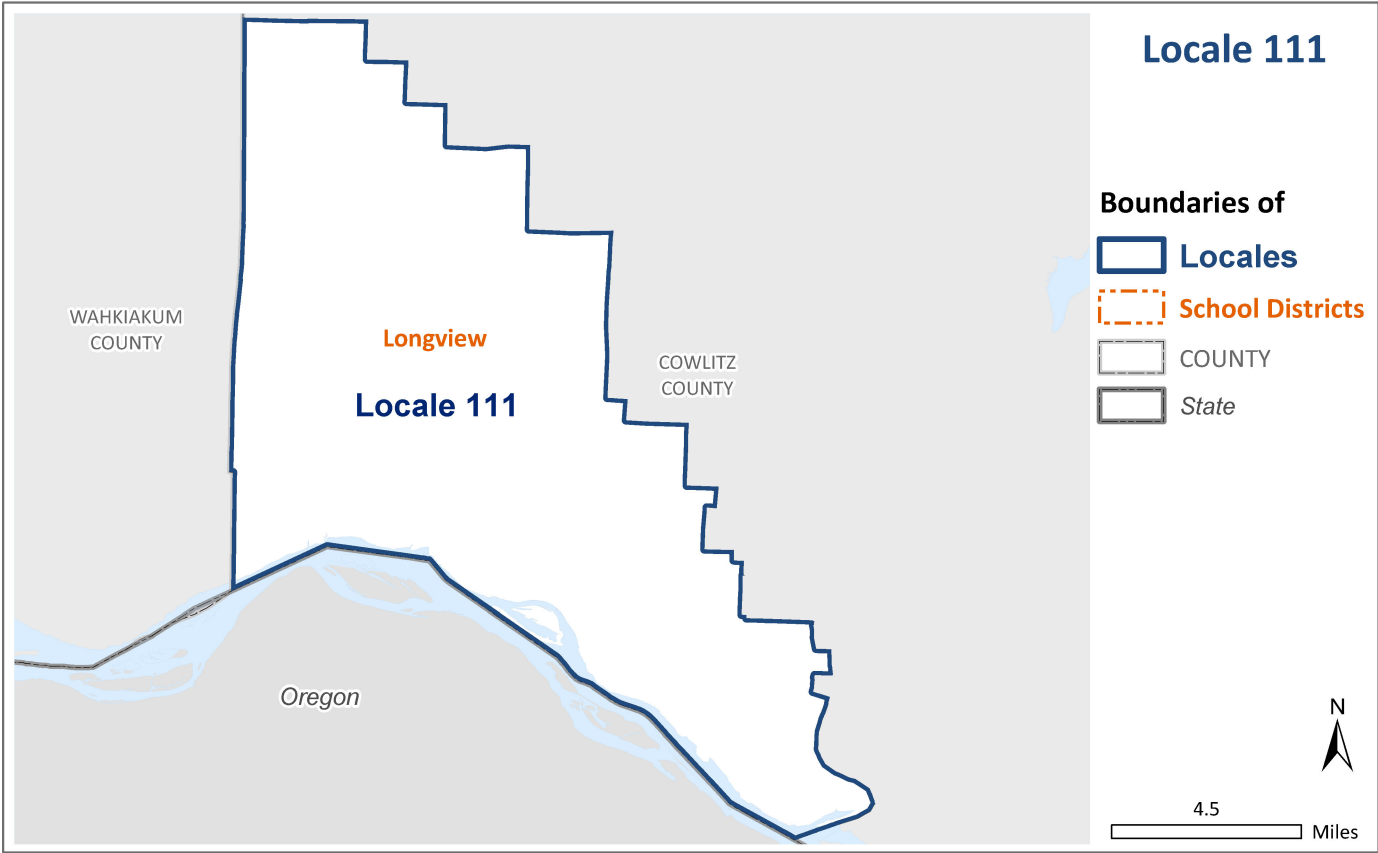 Locale 111
Boundaries of
Locales
School Districts
COUNTY
State
WAHKIAKUM
COUNTY
Longview
COWLITZ
COUNTY
Locale 111
Oregon
N
4.5
Miles